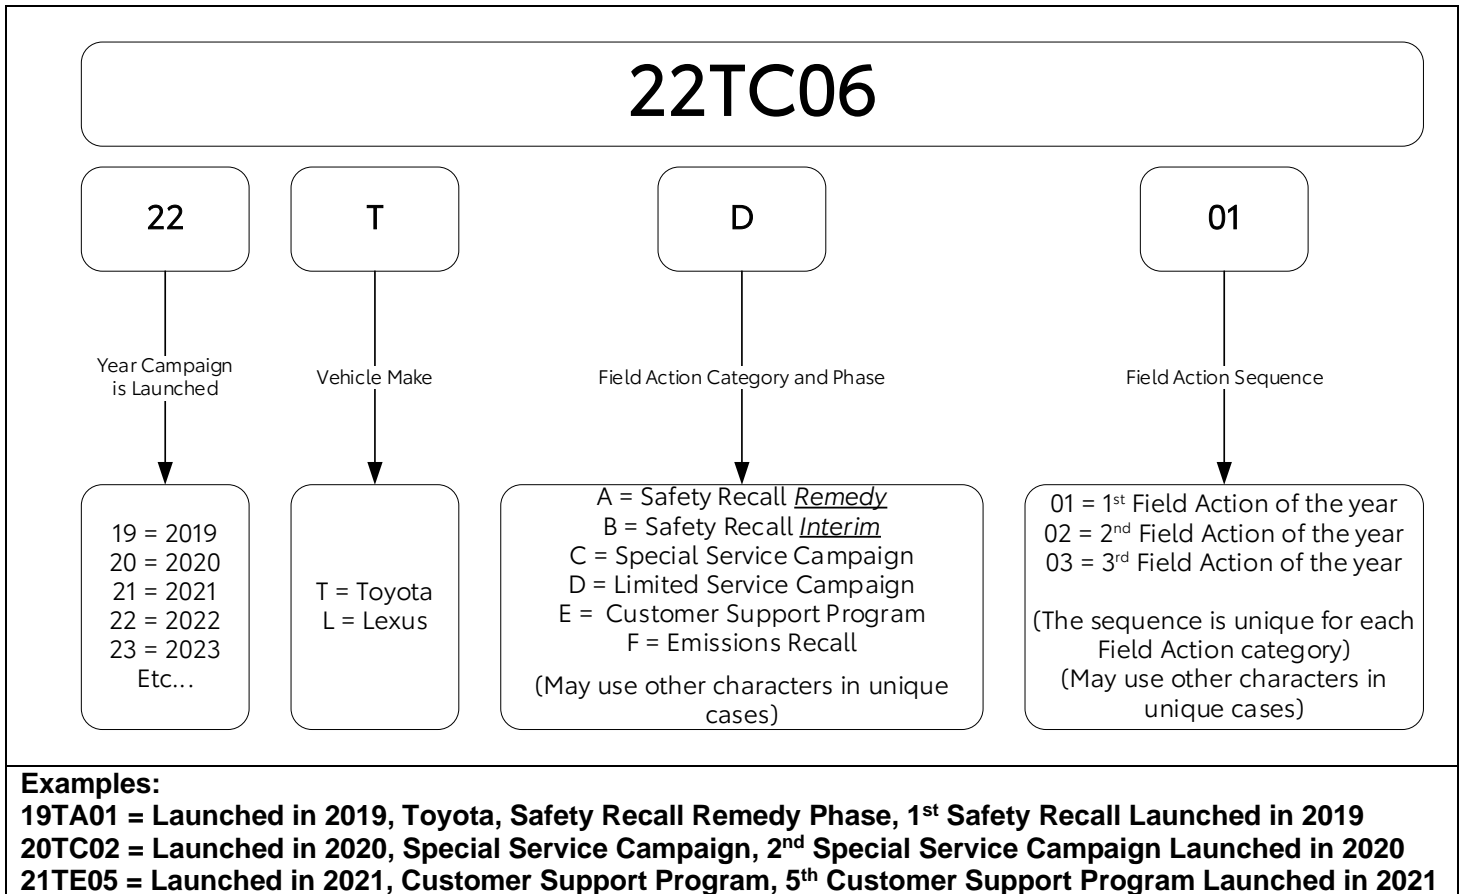 22TC06
22
T
D
01
Year Campaign
is Launched
Vehicle Make
Field Action Category and Phase
Field Action Sequence
19 = 2019
20 = 2020
21 = 2021
22 = 2022
23 = 2023
Etc...
T = Toyota
L = Lexus
A = Safety Recall Remedy
B = Safety Recall Interim
C = Special Service Campaign
D = Limited Service Campaign
E =  Customer Support Program
F = Emissions Recall
(May use other characters in unique
cases)
01 = 1st Field Action of the year
02 = 2nd Field Action of the year
03 = 3rd Field Action of the year
(The sequence is unique for each
Field Action category)
(May use other characters in
unique cases)
Examples:
19TA01 = Launched in 2019, Toyota, Safety Recall Remedy Phase, 1st Safety Recall Launched in 2019
20TC02 = Launched in 2020, Special Service Campaign, 2nd Special Service Campaign Launched in 2020
21TE05 = Launched in 2021, Customer Support Program, 5th Customer Support Program Launched in 2021